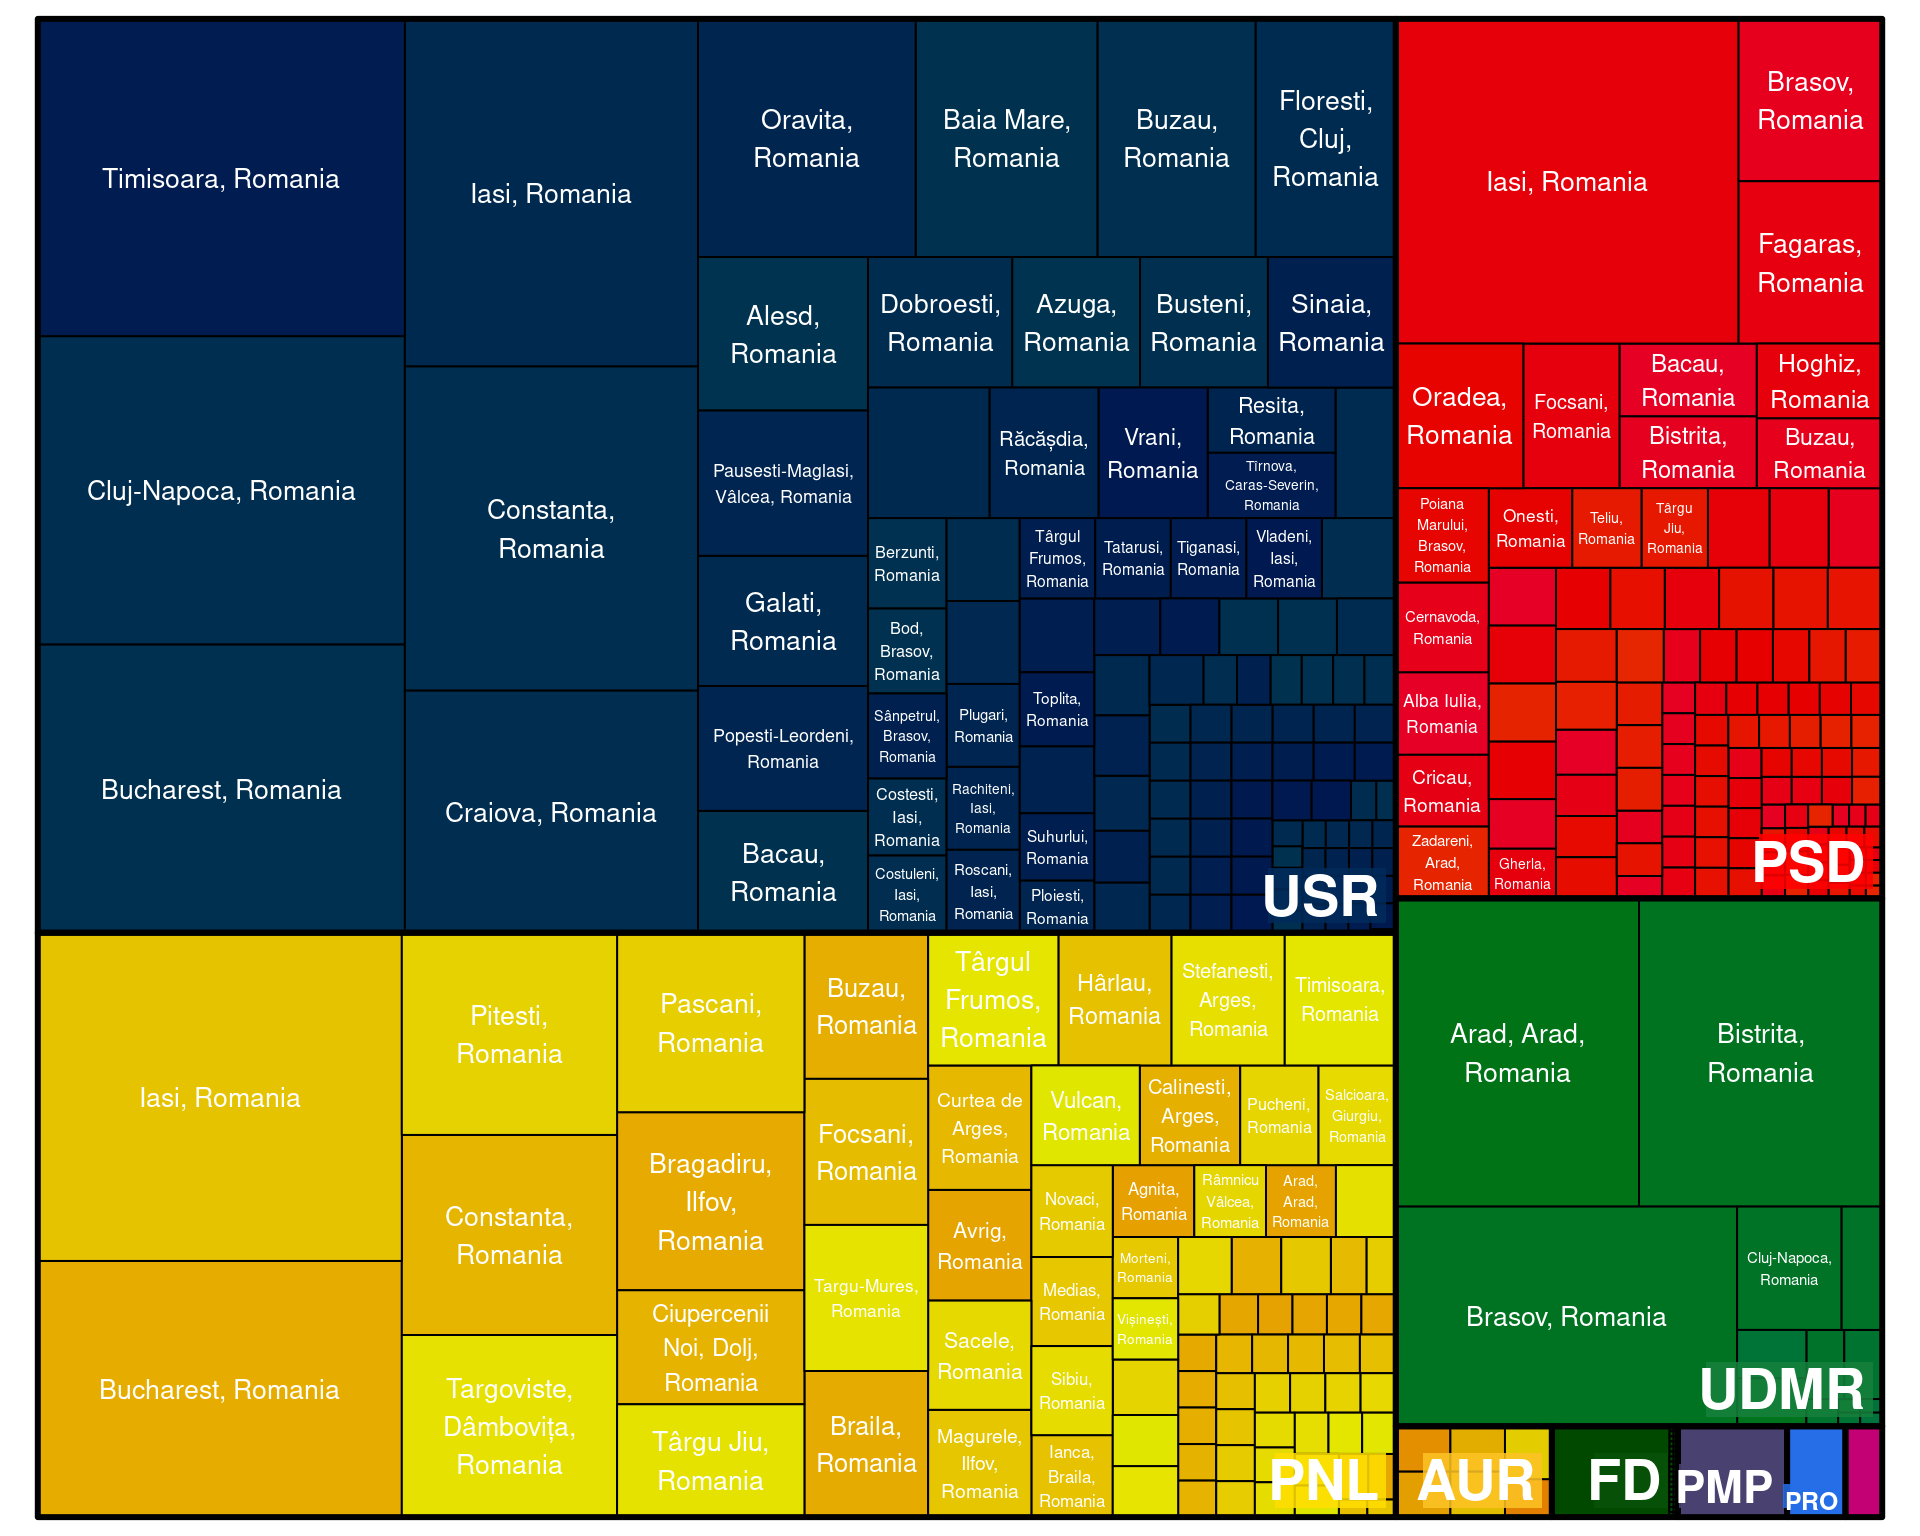 Timisoara, Romania
Cluj-Napoca, Romania
Bucharest, Romania
Iasi, Romania
Constanta,
Romania
Craiova, Romania
Oravita,
Romania
Baia Mare,
Romania
Buzau,
Romania
Floresti,
Cluj,
Romania
Alesd,
Romania
Dobroesti,
Romania
Azuga,
Romania
Busteni,
Romania
Sinaia,
Romania
Pausesti-Maglasi,
Vâlcea, Romania
Galati,
Romania
Popesti-Leordeni,
Romania
Bacau,
Romania
Răcășdia,
Romania
Vrani,
Romania
Resita,
Romania
Tîrnova,
Caras-Severin,
Romania
Berzunti,
Romania
Bod,
Brasov,
Romania
Sânpetrul,
Brasov,
Romania
Costesti,
Iasi,
Romania
Costuleni,
Iasi,
Romania
Plugari,
Romania
Rachiteni,
Iasi,
Romania
Roscani,
Iasi,
Romania
Târgul
Frumos,
Romania
Tatarusi,
Romania
Tiganasi,
Romania
Vladeni,
Iasi,
Romania
Toplita,
Romania
Suhurlui,
Romania
Ploiesti,
Romania
USR
Iasi, Romania
Brasov,
Romania
Fagaras,
Romania
Oradea,
Romania
Focsani,
Romania
Bacau,
Romania
Bistrita,
Romania
Hoghiz,
Romania
Buzau,
Romania
Poiana
Marului,
Brasov,
Romania
Onesti,
Romania
Teliu,
Romania
Târgu
Jiu,
Romania
Cernavoda,
Romania
Alba Iulia,
Romania
Cricau,
Romania
Zadareni,
Arad,
Romania
Gherla,
Romania
PSD
Iasi, Romania
Bucharest, Romania
Pitesti,
Romania
Constanta,
Romania
Targoviste,
Dâmbovița,
Romania
Pascani,
Romania
Bragadiru,
Ilfov,
Romania
Ciupercenii
Noi, Dolj,
Romania
Târgu Jiu,
Romania
Buzau,
Romania
Focsani,
Romania
Targu-Mures,
Romania
Braila,
Romania
Târgul
Frumos,
Romania
Hârlau,
Romania
Stefanesti,
Arges,
Romania
Timisoara,
Romania
Curtea de
Arges,
Romania
Avrig,
Romania
Sacele,
Romania
Magurele,
Ilfov,
Romania
Vulcan,
Romania
Calinesti,
Arges,
Romania
Pucheni,
Romania
Salcioara,
Giurgiu,
Romania
Novaci,
Romania
Medias,
Romania
Sibiu,
Romania
Ianca,
Braila,
Romania
Agnita,
Romania
Râmnicu
Vâlcea,
Romania
Arad,
Arad,
Romania
Morteni,
Romania
Vișinești,
Romania
PNL
Arad, Arad,
Romania
Bistrita,
Romania
Brasov, Romania
Cluj-Napoca,
Romania
UDMR
AUR
FD
PMP
PRO